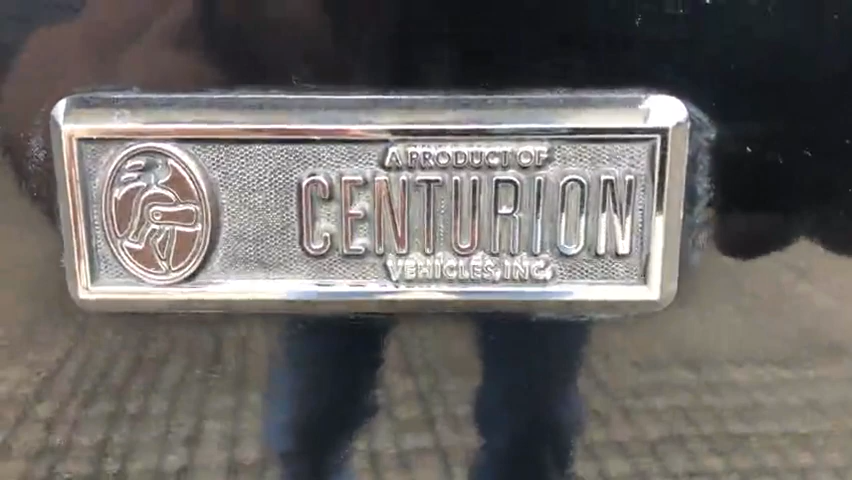 A PRODUCT OF
CENTURION
VEHICLES, INC.